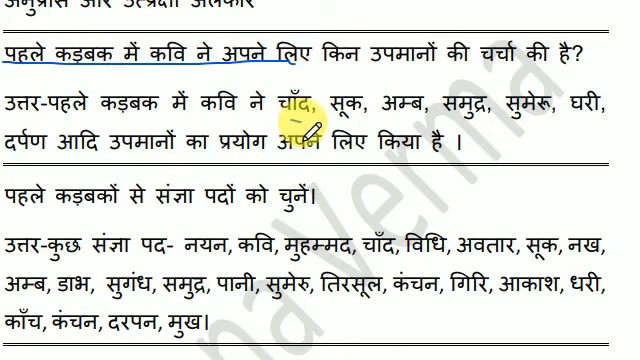 अनुप्रास और उत्प्रेक्षा अलंकार
पहले कड़बक में कवि ने अपने लिए किन उपमानों की चर्चा की है?
उत्तर-पहले कड़बक में कवि ने चाँद, सूक, अम्ब, समुद्र, सुमेरू, घरी,
दर्पण आदि उपमानों का प्रयोग अपने लिए किया है ।
पहले कड़बकों से संज्ञा पदों को चुनें।
उत्तर-कुछ संज्ञा पद- नयन, कवि, मुहम्मद, चाँद, विधि, अवतार, सूक, नख,
अम्ब, डाभ, सुगंध, समुद्र, पानी, सुमेरु, तिरसूल, कंचन, गिरि, आकाश, धरी,
काँच, कंचन, दरपन, मुख।
na Verma